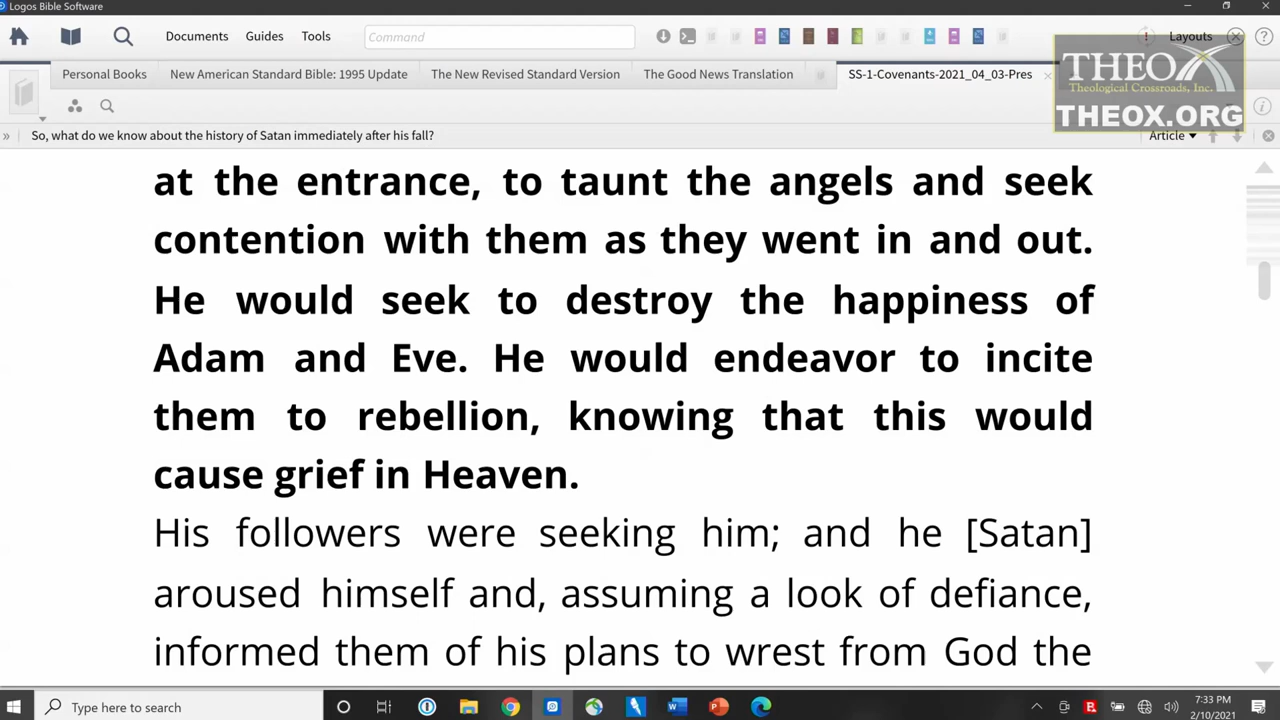 Logos Bible Software
Documents Guides Tools Command Layouts
Personal Books New American Standard Bible: 1995 Update The New Revised Standard Version The Good News Translation SS-1-Covenants-2021_04_03-Pres
THEOX
Theological Crossroads, Inc.
THEOX.ORG
So, what do we know about the history of Satan immediately after his fall? Article
at the entrance, to taunt the angels and seek
contention with them as they went in and out.
He would seek to destroy the happiness of
Adam and Eve. He would endeavor to incite
them to rebellion, knowing that this would
cause grief in Heaven.
His followers were seeking him; and he [Satan]
aroused himself and, assuming a look of defiance,
informed them of his plans to wrest from God the
Type here to search
7:33 PM
2/10/2021